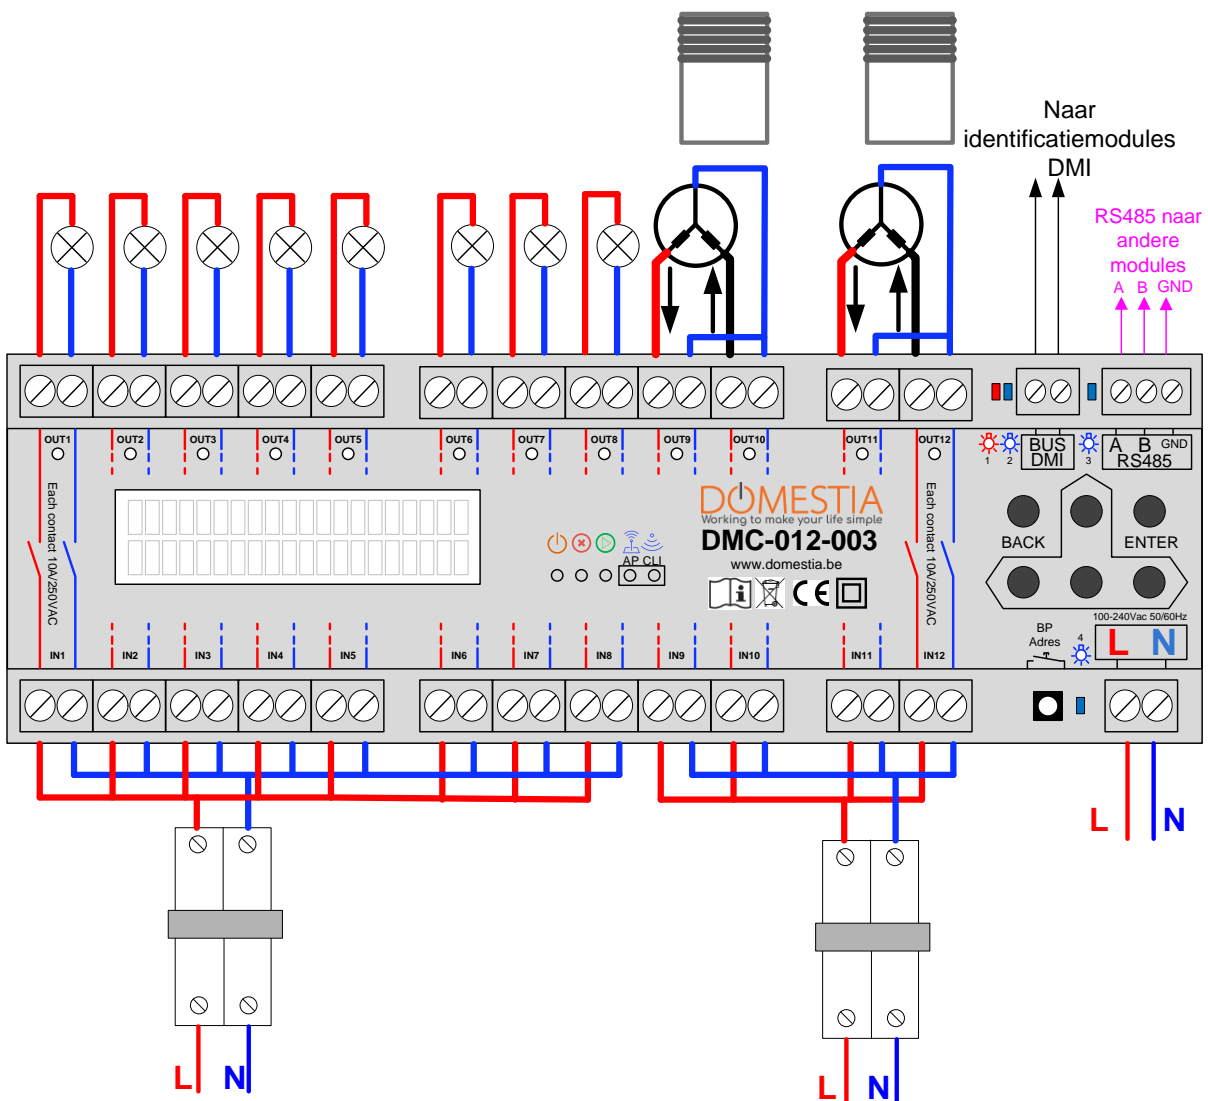 Naar
identificatiemodules
DMI
RS485 naar
andere
modules
A B GND
OUT1 OUT2 OUT3 OUT4 OUT5 OUT6 OUT7 OUT8 OUT9 OUT10 OUT11 OUT12
1 2 BUS
DMI
3 A B GND
RS485
Each contact 10A/250VAC
DOMESTIA
Working to make your life simple
DMC-012-003
www.domestia.be
AP CLI
i
CE
Each contact 10A/250VAC
BACK ENTER
100-240Vac 50/60Hz
BP
Adres
4
L N
IN1 IN2 IN3 IN4 IN5 IN6 IN7 IN8 IN9 IN10 IN11 IN12
L N
L N
L N